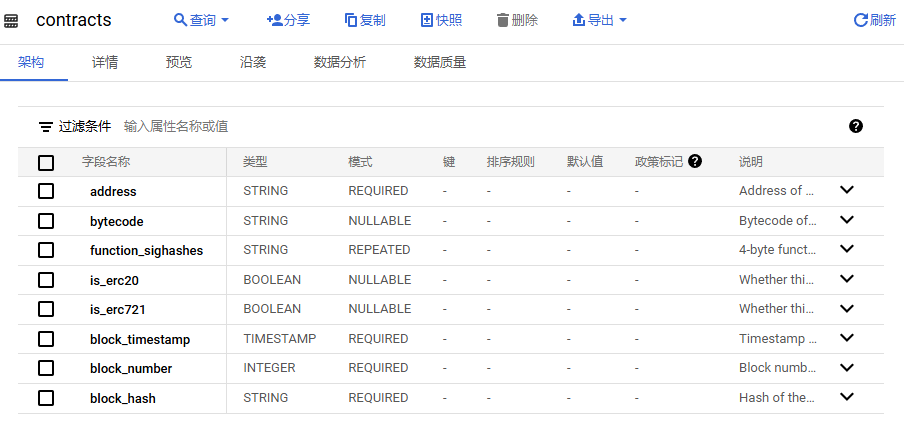 contracts 查询 分享 复制 快照 删除 导出 刷新
架构 详情 预览 沿袭 数据分析 数据质量
过滤条件 输入属性名称或值
字段名称 类型 模式 键 排序规则 默认值 政策标记 说明
address STRING REQUIRED - - - - Address of ...
bytecode STRING NULLABLE - - - - Bytecode of...
function_sighashes STRING REPEATED - - - - 4-byte funct...
is_erc20 BOOLEAN NULLABLE - - - - Whether thi...
is_erc721 BOOLEAN NULLABLE - - - - Whether thi...
block_timestamp TIMESTAMP REQUIRED - - - - Timestamp ...
block_number INTEGER REQUIRED - - - - Block numb...
block_hash STRING REQUIRED - - - - Hash of the...